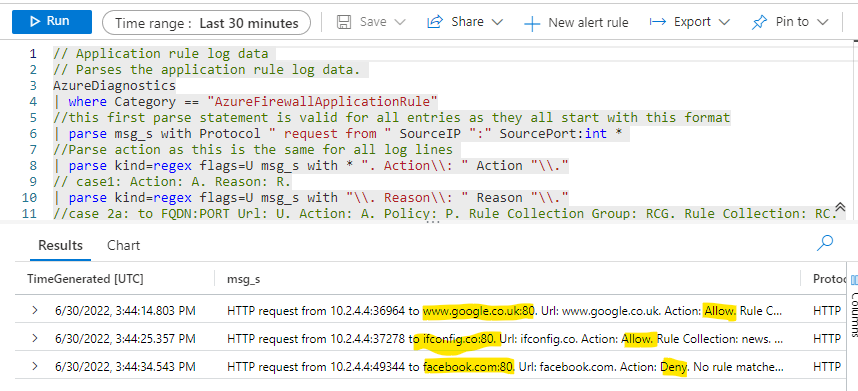 Run
Time range : Last 30 minutes
Save
Share
New alert rule
Export
Pin to
1 // Application rule log data
2 // Parses the application rule log data.
3 AzureDiagnostics
4 | where Category == "AzureFirewallApplicationRule"
5 //this first parse statement is valid for all entries as they all start with this format
6 | parse msg_s with Protocol " request from " SourceIP ":" SourcePort:int *
7 //Parse action as this is the same for all log lines
8 | parse kind=regex flags=U msg_s with * ". Action\\: " Action "\\."
9 // case1: Action: A. Reason: R.
10 | parse kind=regex flags=U msg_s with "\\. Reason\\: " Reason "\\."
11 //case 2a: to FQDN:PORT Url: U. Action: A. Policy: P. Rule Collection Group: RCG. Rule Collection: RC.
Results
Chart
TimeGenerated [UTC] msg_s Protoc
6/30/2022, 3:44:14.803 PM HTTP request from 10.2.4.4:36964 to www.google.co.uk:80. Url: www.google.co.uk. Action: Allow. Rule C... HTTP
6/30/2022, 3:44:25.357 PM HTTP request from 10.2.4.4:37278 to ifconfig.co:80. Url: ifconfig.co. Action: Allow. Rule Collection: news. ... HTTP
6/30/2022, 3:44:34.543 PM HTTP request from 10.2.4.4:49344 to facebook.com:80. Url: facebook.com. Action: Deny. No rule matche... HTTP
Columns